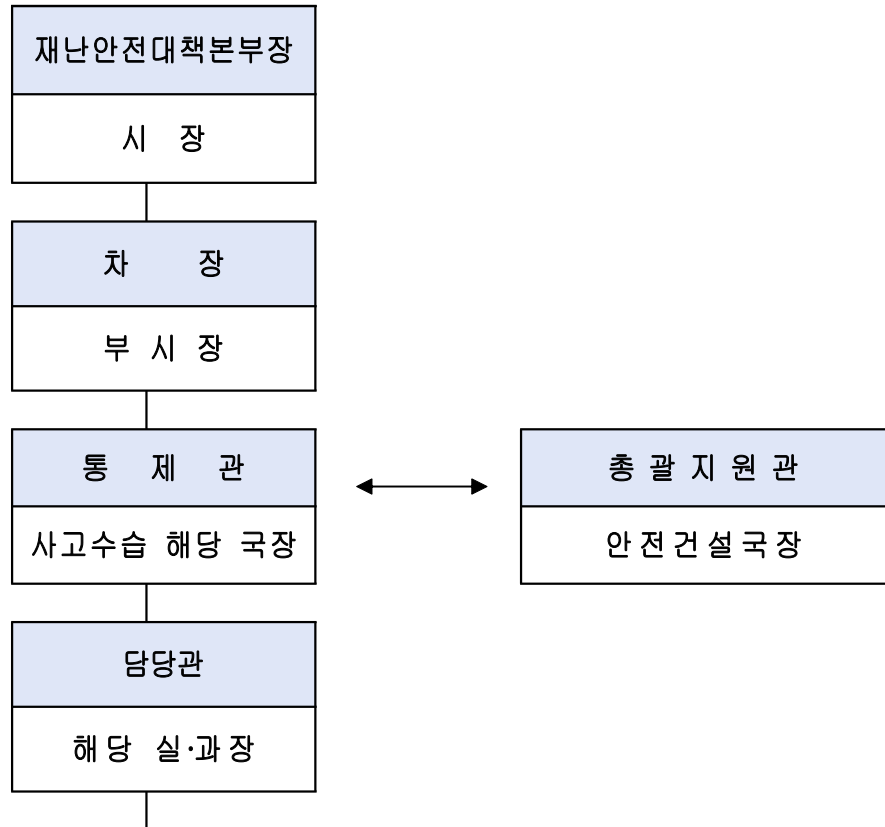 재난안전대책본부장
시 장
차 장
부 시 장
통 제 관
총 괄 지 원 관
사고수습 해당 국장
안전건설국장
담당관
해당 실·과장